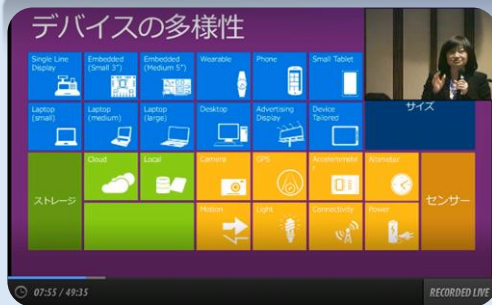 デバイスの多様性
Single Line
Display
Embedded
(Small 3")
Embedded
(Medium 5")
Wearable
Phone
Small Tablet
Laptop
(small)
Laptop
(medium)
Laptop
(large)
Desktop
Advertising
Display
Device
Tailored
サイズ
ストレージ
Cloud
Local
Camera
GPS
Accelerometer
Altimeter
センサー
Motion
Light
Connectivity
Power
07:55 / 49:35
RECORDED LIVE